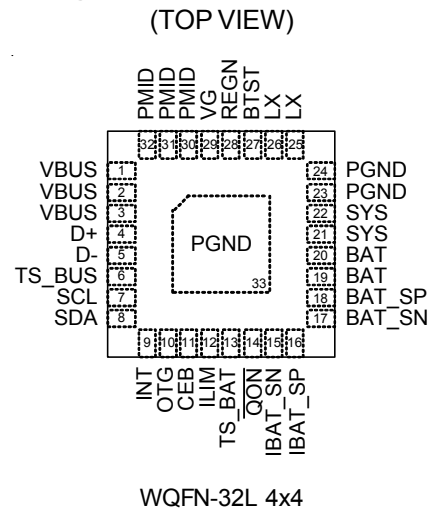 (TOP VIEW)
PMID
PMID
PMID
VG
REGN
BTST
LX
LX
32 31 30 29 28 27 26 25
VBUS 1
VBUS 2
VBUS 3
D+ 4
D- 5
TS_BUS 6
SCL 7
SDA 8
PGND
33
24 PGND
23 PGND
22 SYS
21 SYS
20 BAT
19 BAT
18 BAT_SP
17 BAT_SN
9 10 11 12 13 14 15 16
INT
OTG
CEB
ILIM
TS_BAT
QON
IBAT_SN
IBAT_SP
WQFN-32L 4x4